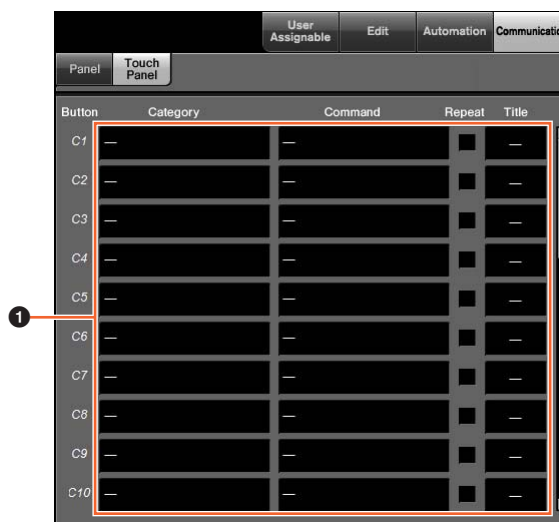 User Assignable Edit Automation Communicatio
Panel Touch Panel
Button Category Command Repeat Title
C1 — — —
C2 — — —
C3 — — —
C4 — — —
C5 — — —
1
C6 — — —
C7 — — —
C8 — — —
C9 — — —
C10 — — —